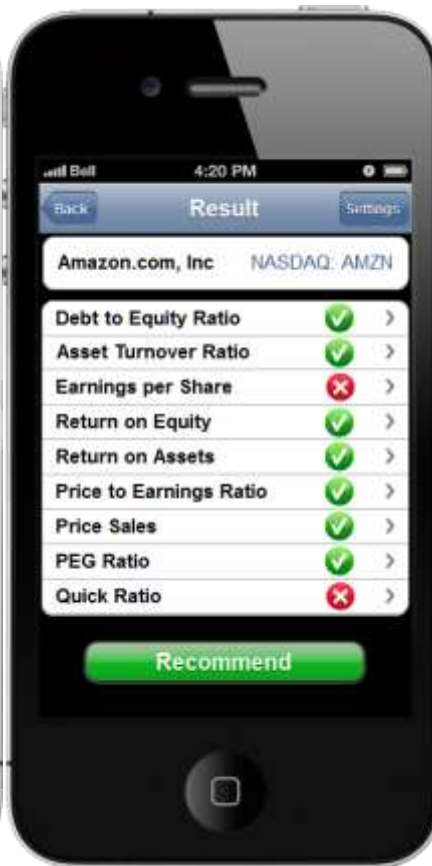 Bell 4:20 PM
Back Result Settings
Amazon.com, Inc NASDAQ: AMZN
Debt to Equity Ratio
Asset Turnover Ratio
Earnings per Share
Return on Equity
Return on Assets
Price to Earnings Ratio
Price Sales
PEG Ratio
Quick Ratio
Recommend